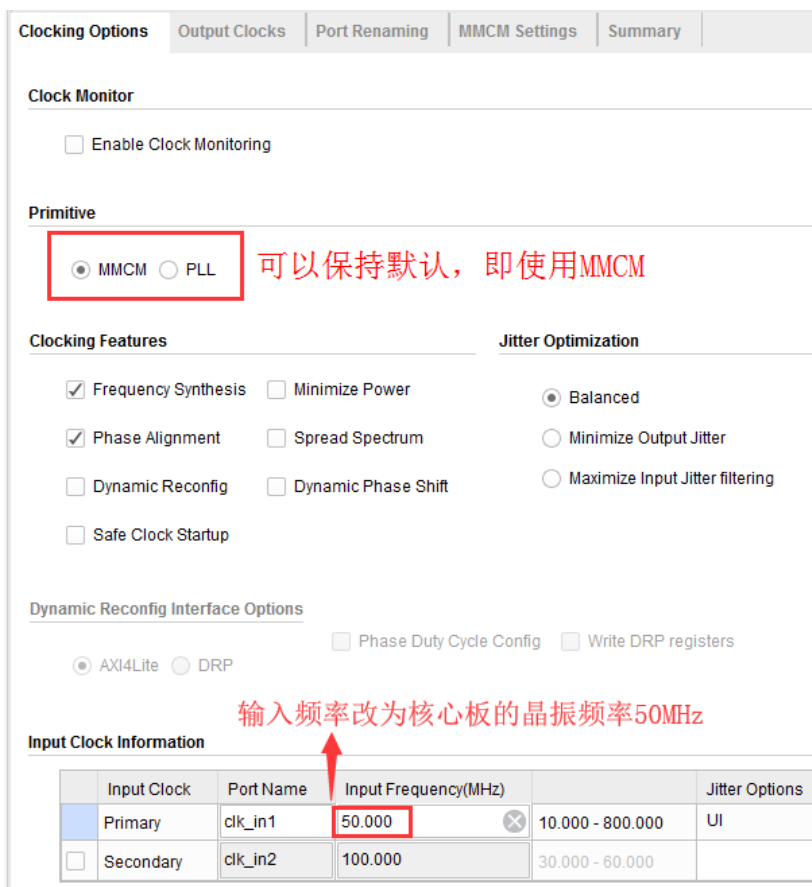 Clocking Options Output Clocks Port Renaming MMCM Settings Summary
Clock Monitor
Enable Clock Monitoring
Primitive
MMCM PLL 可以保持默认，即使用MMCM
Clocking Features Jitter Optimization
Frequency Synthesis Minimize Power Balanced
Phase Alignment Spread Spectrum Minimize Output Jitter
Dynamic Reconfig Dynamic Phase Shift Maximize Input Jitter filtering
Safe Clock Startup
Dynamic Reconfig Interface Options
Phase Duty Cycle Config Write DRP registers
AXI4Lite DRP
输入频率改为核心板的晶振频率50MHz
Input Clock Information
Input Clock Port Name Input Frequency(MHz) Jitter Options
Primary clk_in1 50.000 10.000 - 800.000 UI
Secondary clk_in2 100.000 30.000 - 60.000